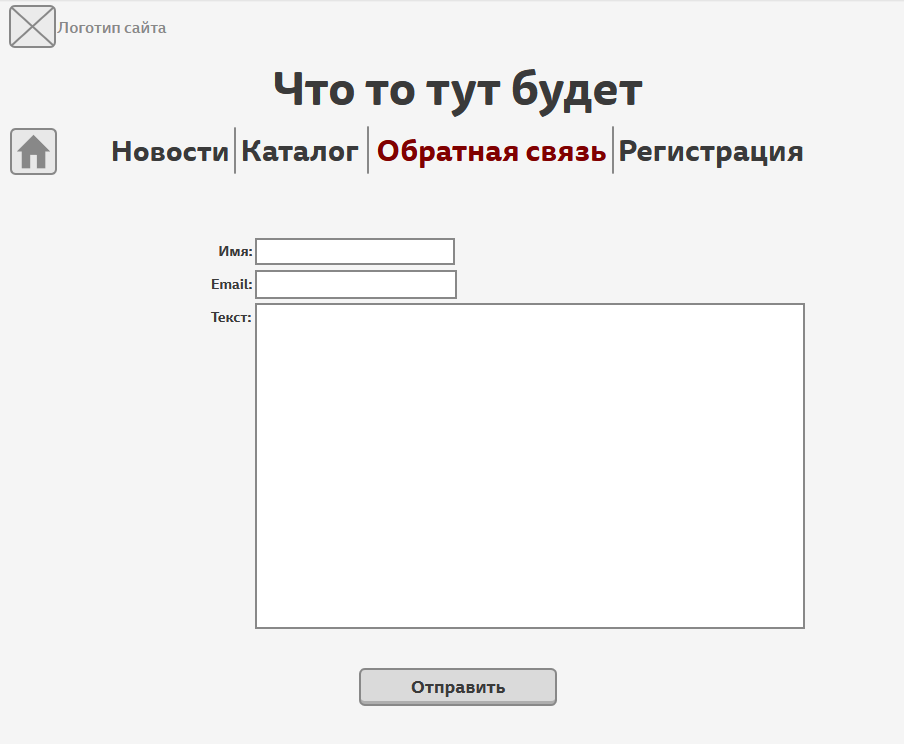 Логотип сайта
Что то тут будет
Новости Каталог Обратная связь Регистрация
Имя:
Email:
Текст:
Отправить